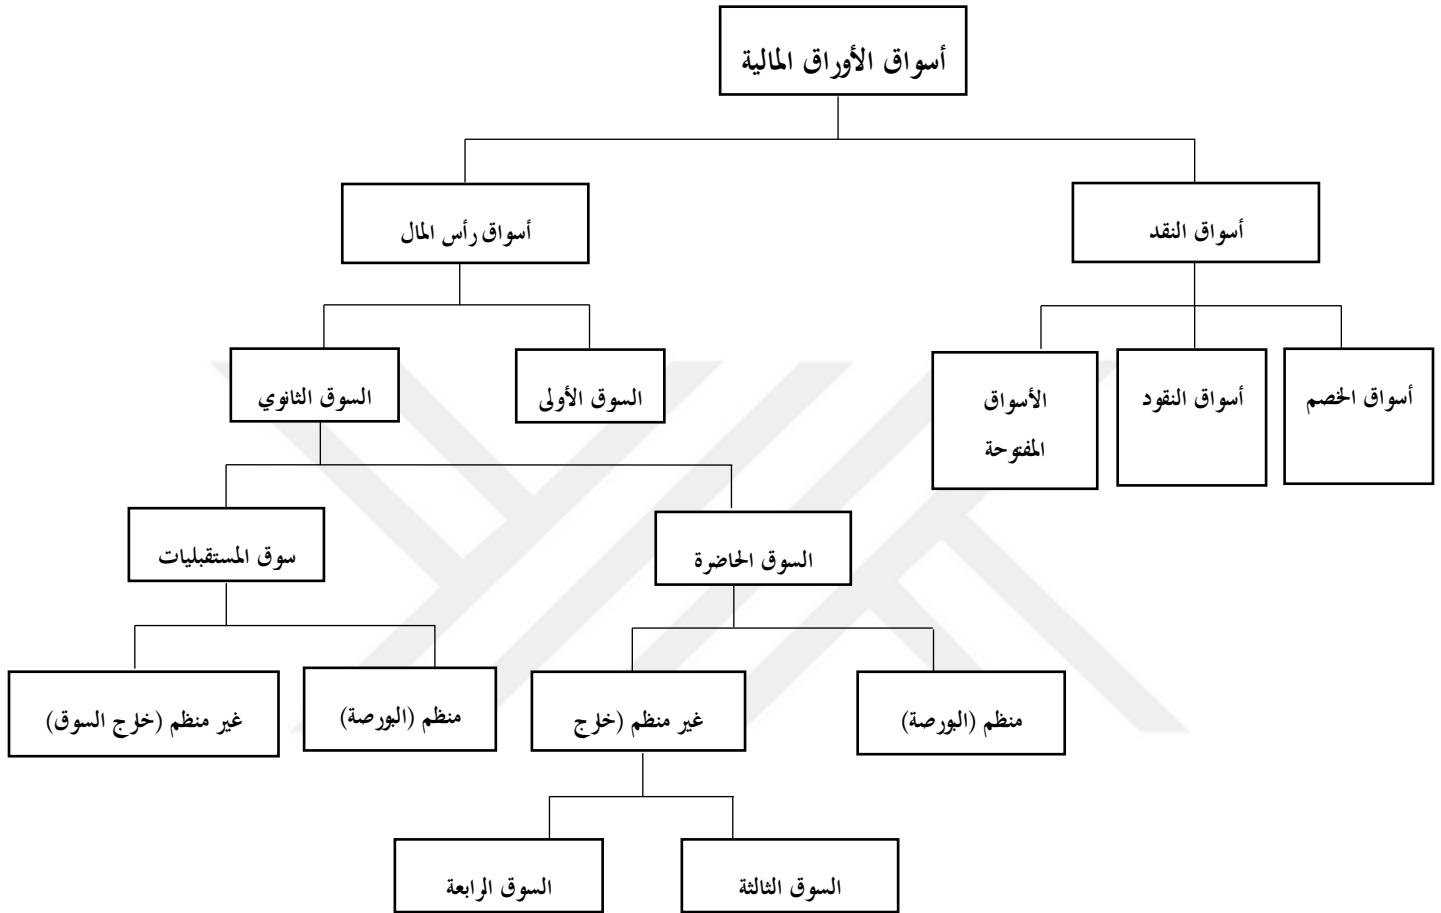 أسواق الأوراق المالية
أسواق النقد
أسواق رأس المال
أسواق الخصم
أسواق النقود
الأسواق
المفتوحة
السوق الأولى
السوق الثانوي
السوق الحاضرة
سوق المستقبليات
منظم (البورصة)
غير منظم (خارج
منظم (البورصة)
غير منظم (خارج السوق)
السوق الثالثة
السوق الرابعة